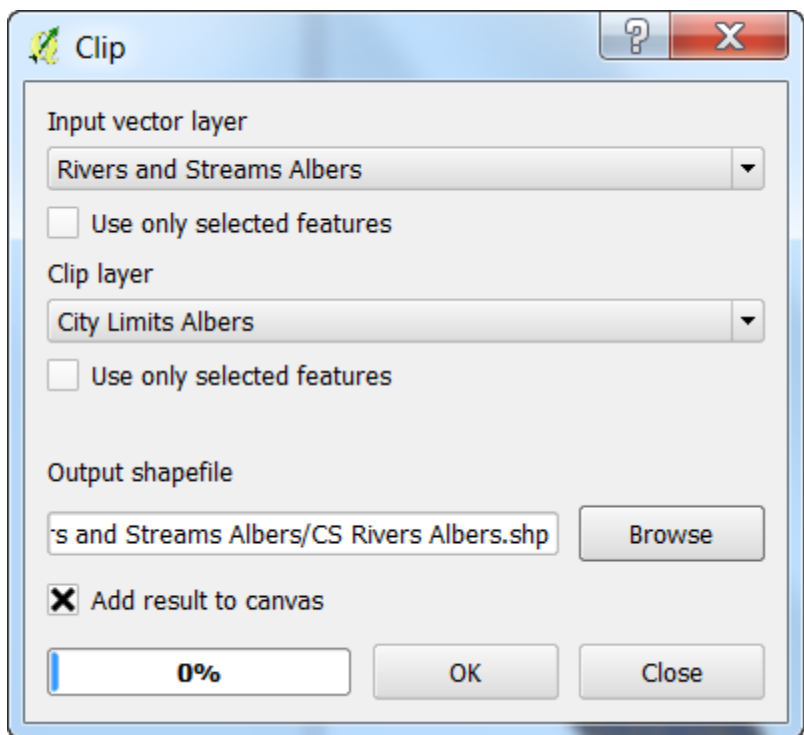 Clip
Input vector layer
Rivers and Streams Albers
Use only selected features
Clip layer
City Limits Albers
Use only selected features
Output shapefile
rs and Streams Albers/CS Rivers Albers.shp
Browse
Add result to canvas
0%
OK
Close